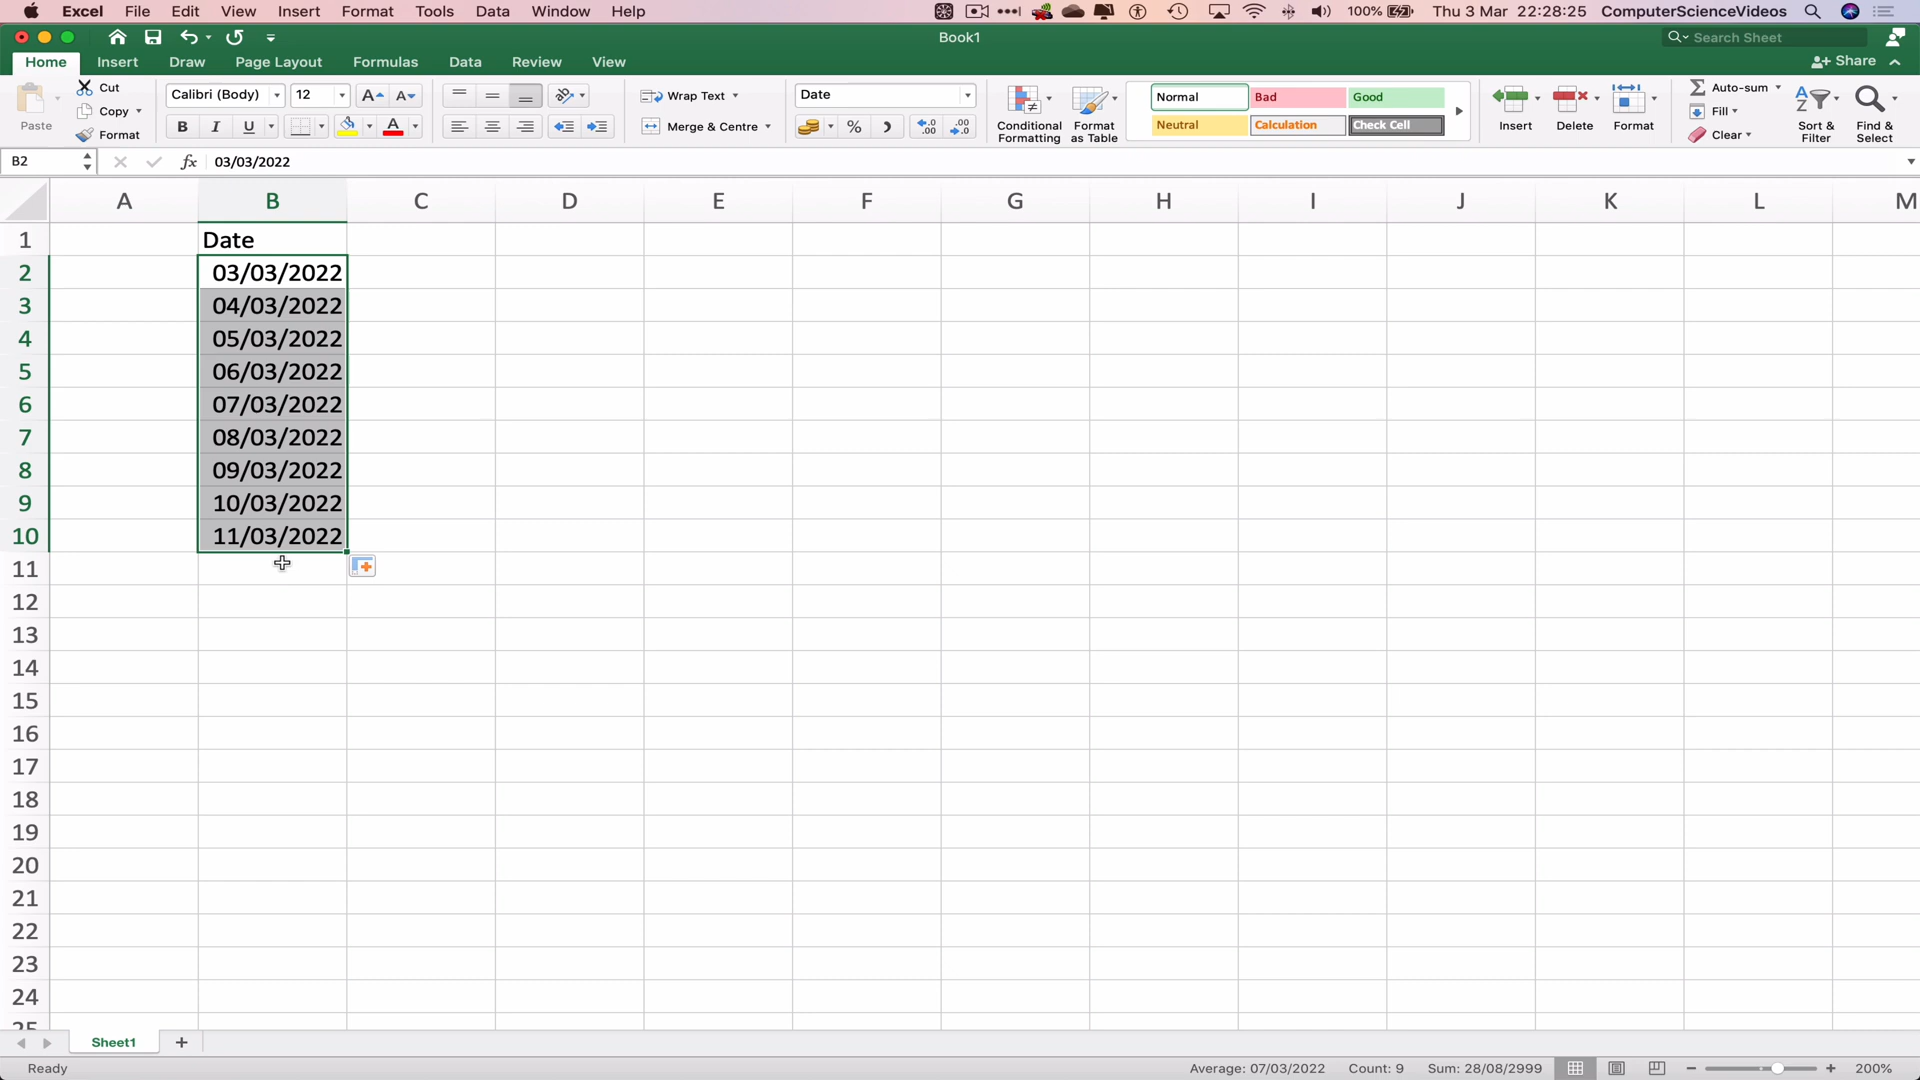 Excel File Edit View Insert Format Tools Data Window Help 100% Thu 3 Mar 22:28:25 ComputerScienceVideos
Book1 Search Sheet
Home Insert Draw Page Layout Formulas Data Review View Share
Paste Cut Copy Format
Calibri (Body) 12 A A
B I U A
ab Wrap Text
Merge & Centre
Date
% .00 .0
Conditional Formatting
Format as Table
Normal Bad Good
Neutral Calculation Check Cell
Insert Delete Format
Auto-sum
Fill
Clear
Sort & Filter
Find & Select
B2 fx 03/03/2022
A B C D E F G H I J K L M
1 Date
2 03/03/2022
3 04/03/2022
4 05/03/2022
5 06/03/2022
6 07/03/2022
7 08/03/2022
8 09/03/2022
9 10/03/2022
10 11/03/2022
11
12
13
14
15
16
17
18
19
20
21
22
23
24
25
Sheet1 +
Ready Average: 07/03/2022 Count: 9 Sum: 28/08/2999 200%